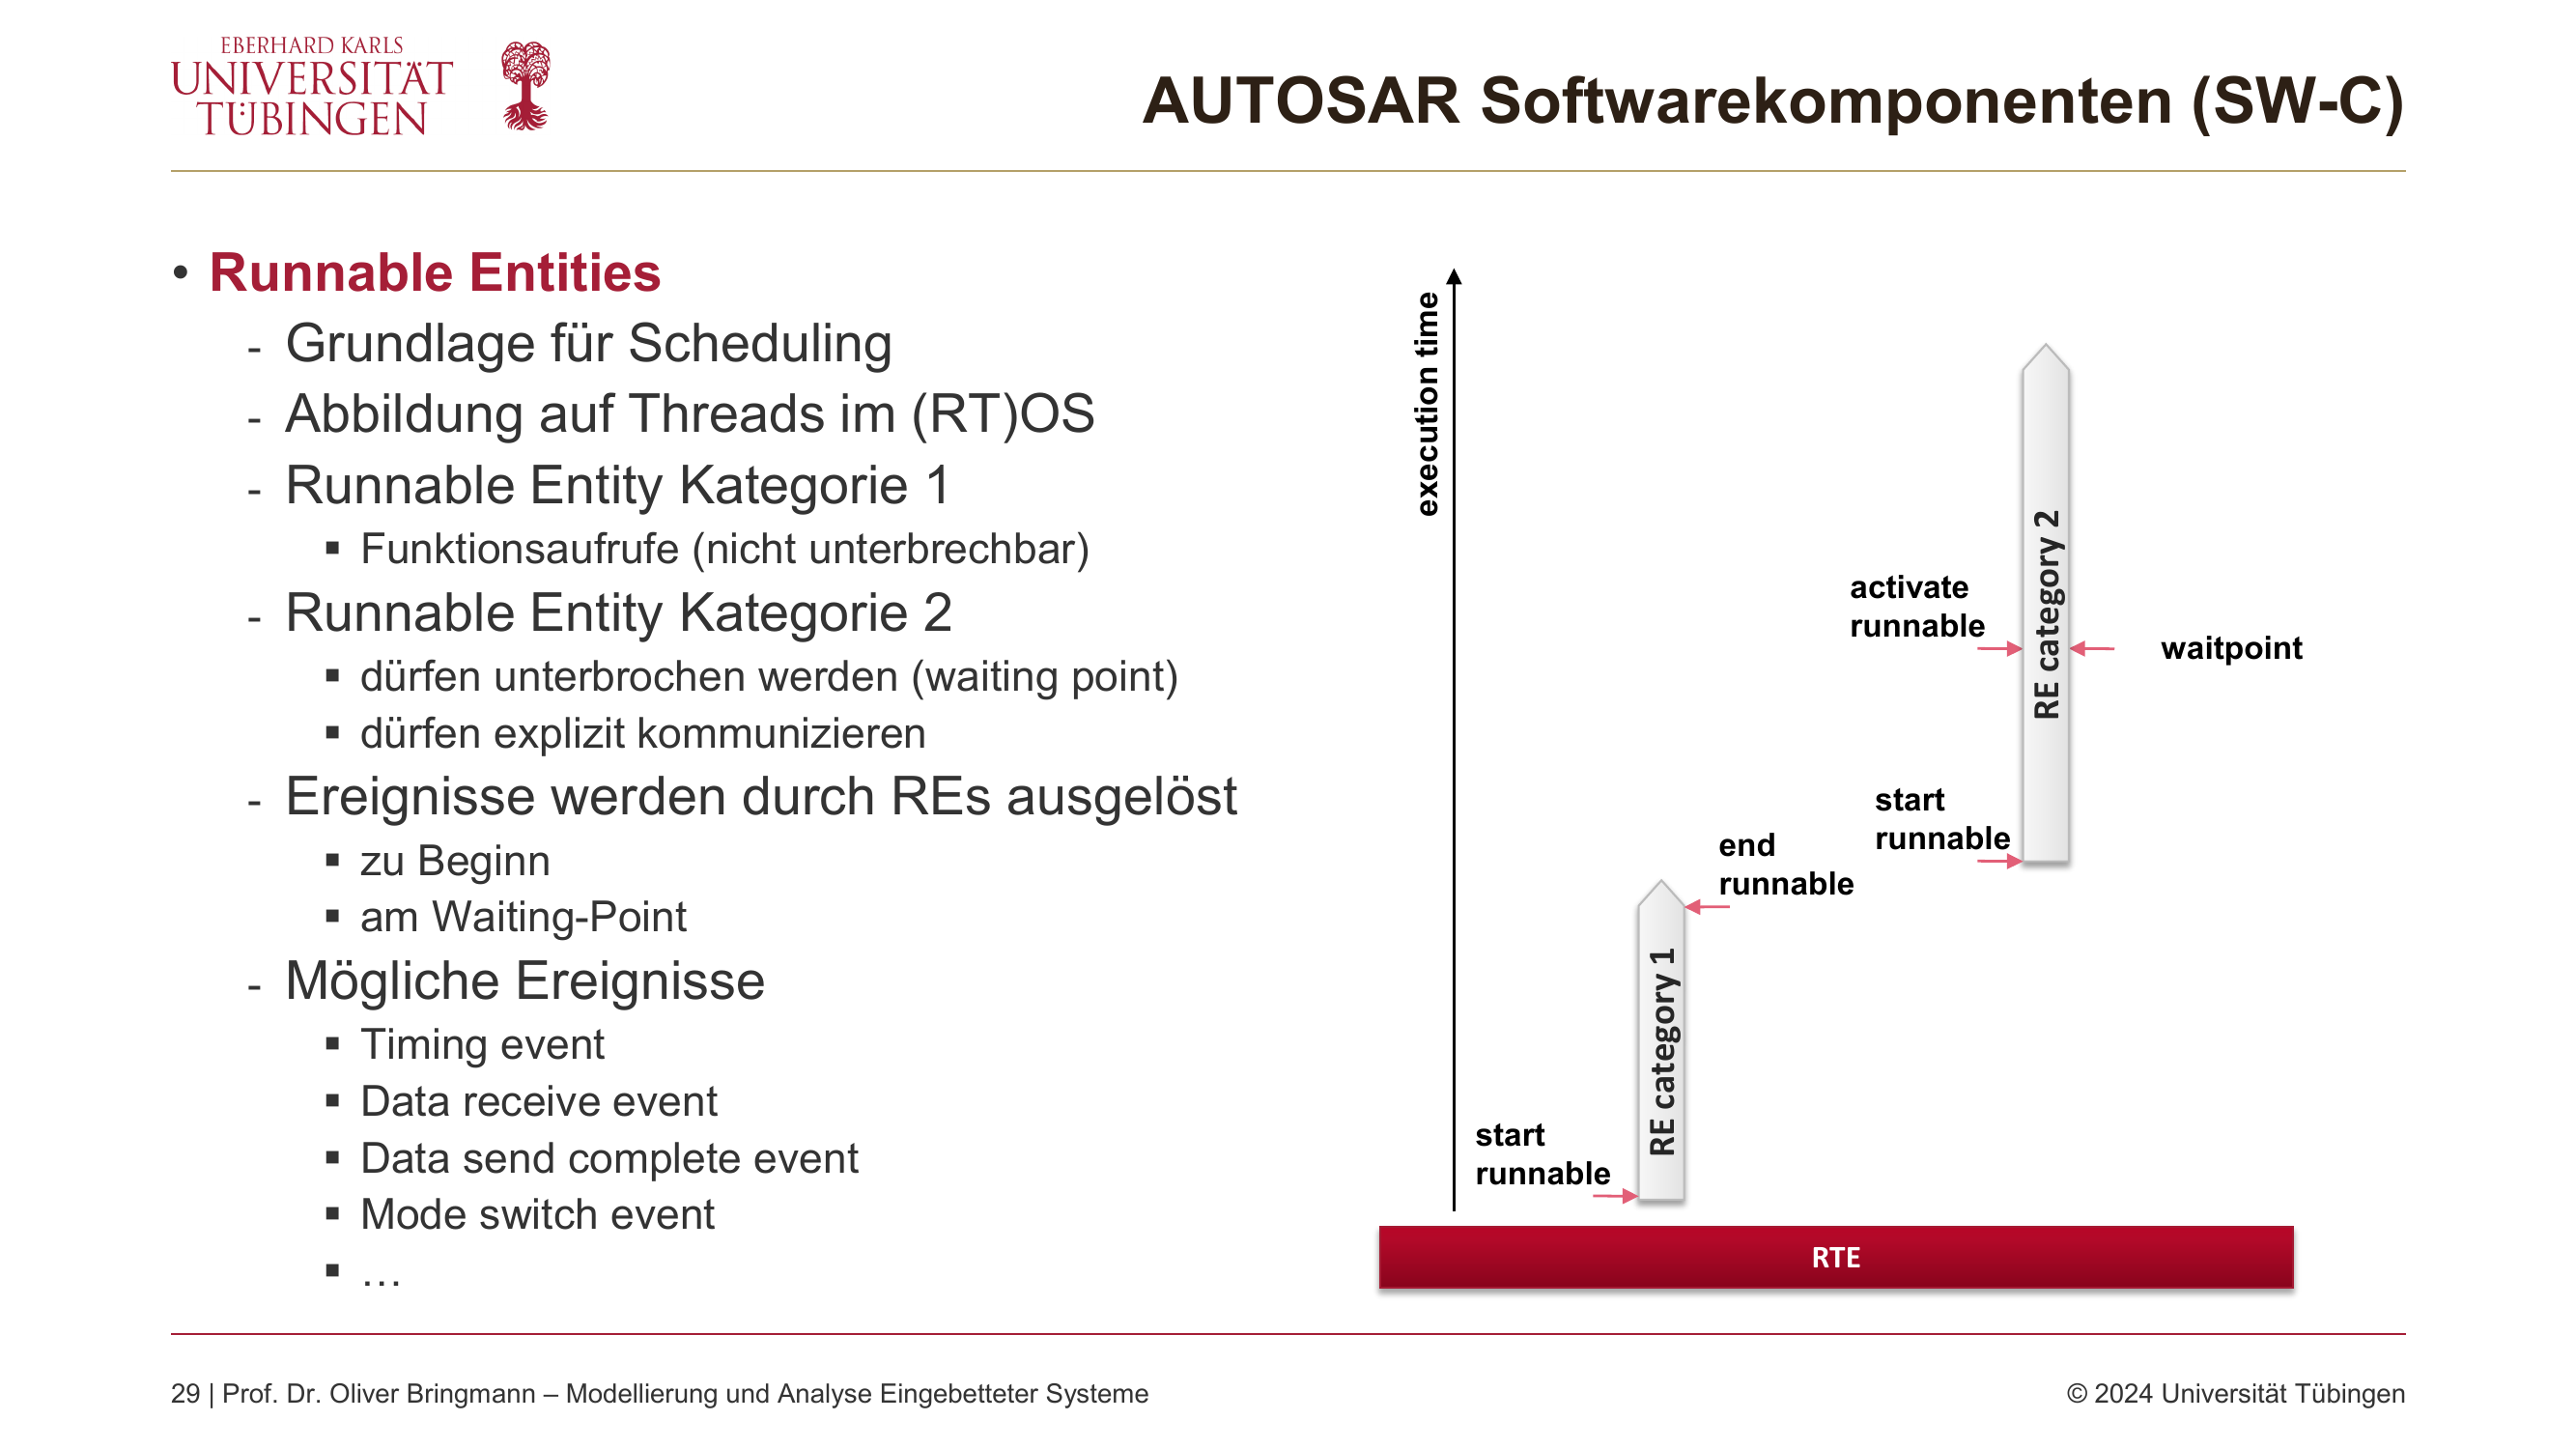 EBERHARD KARLS
UNIVERSITÄT
TÜBINGEN
AUTOSAR Softwarekomponenten (SW-C)
• Runnable Entities
- Grundlage für Scheduling
- Abbildung auf Threads im (RT)OS
- Runnable Entity Kategorie 1
▪ Funktionsaufrufe (nicht unterbrechbar)
- Runnable Entity Kategorie 2
▪ dürfen unterbrochen werden (waiting point)
▪ dürfen explizit kommunizieren
- Ereignisse werden durch REs ausgelöst
▪ zu Beginn
▪ am Waiting-Point
- Mögliche Ereignisse
▪ Timing event
▪ Data receive event
▪ Data send complete event
▪ Mode switch event
▪ …
execution time
start
runnable
RE category 1
end
runnable
start
runnable
activate
runnable
RE category 2
waitpoint
RTE
29 | Prof. Dr. Oliver Bringmann – Modellierung und Analyse Eingebetteter Systeme
© 2024 Universität Tübingen